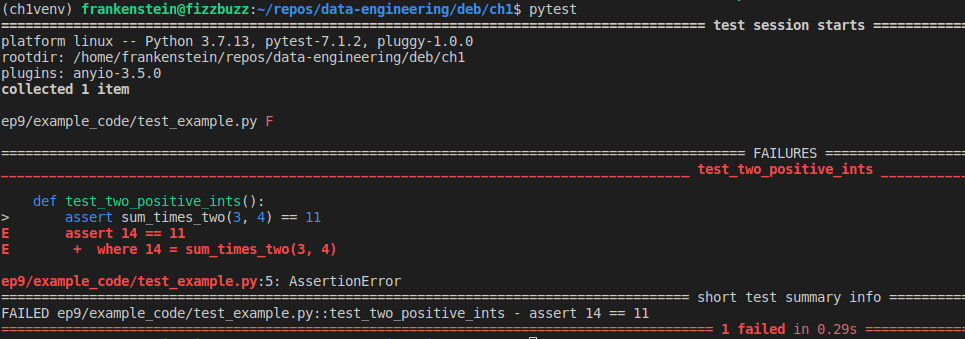 (ch1venv) frankenstein@fizzbuzz:~/repos/data-engineering/deb/ch1$ pytest
======================================================================================= test session starts ============
platform linux -- Python 3.7.13, pytest-7.1.2, pluggy-1.0.0
rootdir: /home/frankenstein/repos/data-engineering/deb/ch1
plugins: anyio-3.5.0
collected 1 item
ep9/example_code/test_example.py F
============================================================================================ FAILURES =================
_____________________________________________________________________________________ test_two_positive_ints ___________
def test_two_positive_ints():
> assert sum_times_two(3, 4) == 11
E assert 14 == 11
E + where 14 = sum_times_two(3, 4)
ep9/example_code/test_example.py:5: AssertionError
===================================================================================== short test summary info ==========
FAILED ep9/example_code/test_example.py::test_two_positive_ints - assert 14 == 11
======================================================================================== 1 failed in 0.29s =============